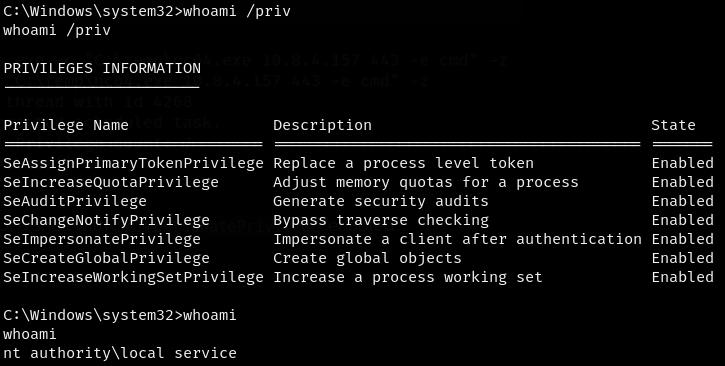 C:\Windows\system32>whoami /priv
whoami /priv
PRIVILEGES INFORMATION
----------------------
Privilege Name Description State
============================= ========================================= =======
SeAssignPrimaryTokenPrivilege Replace a process level token Enabled
SeIncreaseQuotaPrivilege Adjust memory quotas for a process Enabled
SeAuditPrivilege Generate security audits Enabled
SeChangeNotifyPrivilege Bypass traverse checking Enabled
SeImpersonatePrivilege Impersonate a client after authentication Enabled
SeCreateGlobalPrivilege Create global objects Enabled
SeIncreaseWorkingSetPrivilege Increase a process working set Enabled
C:\Windows\system32>whoami
whoami
nt authority\local service